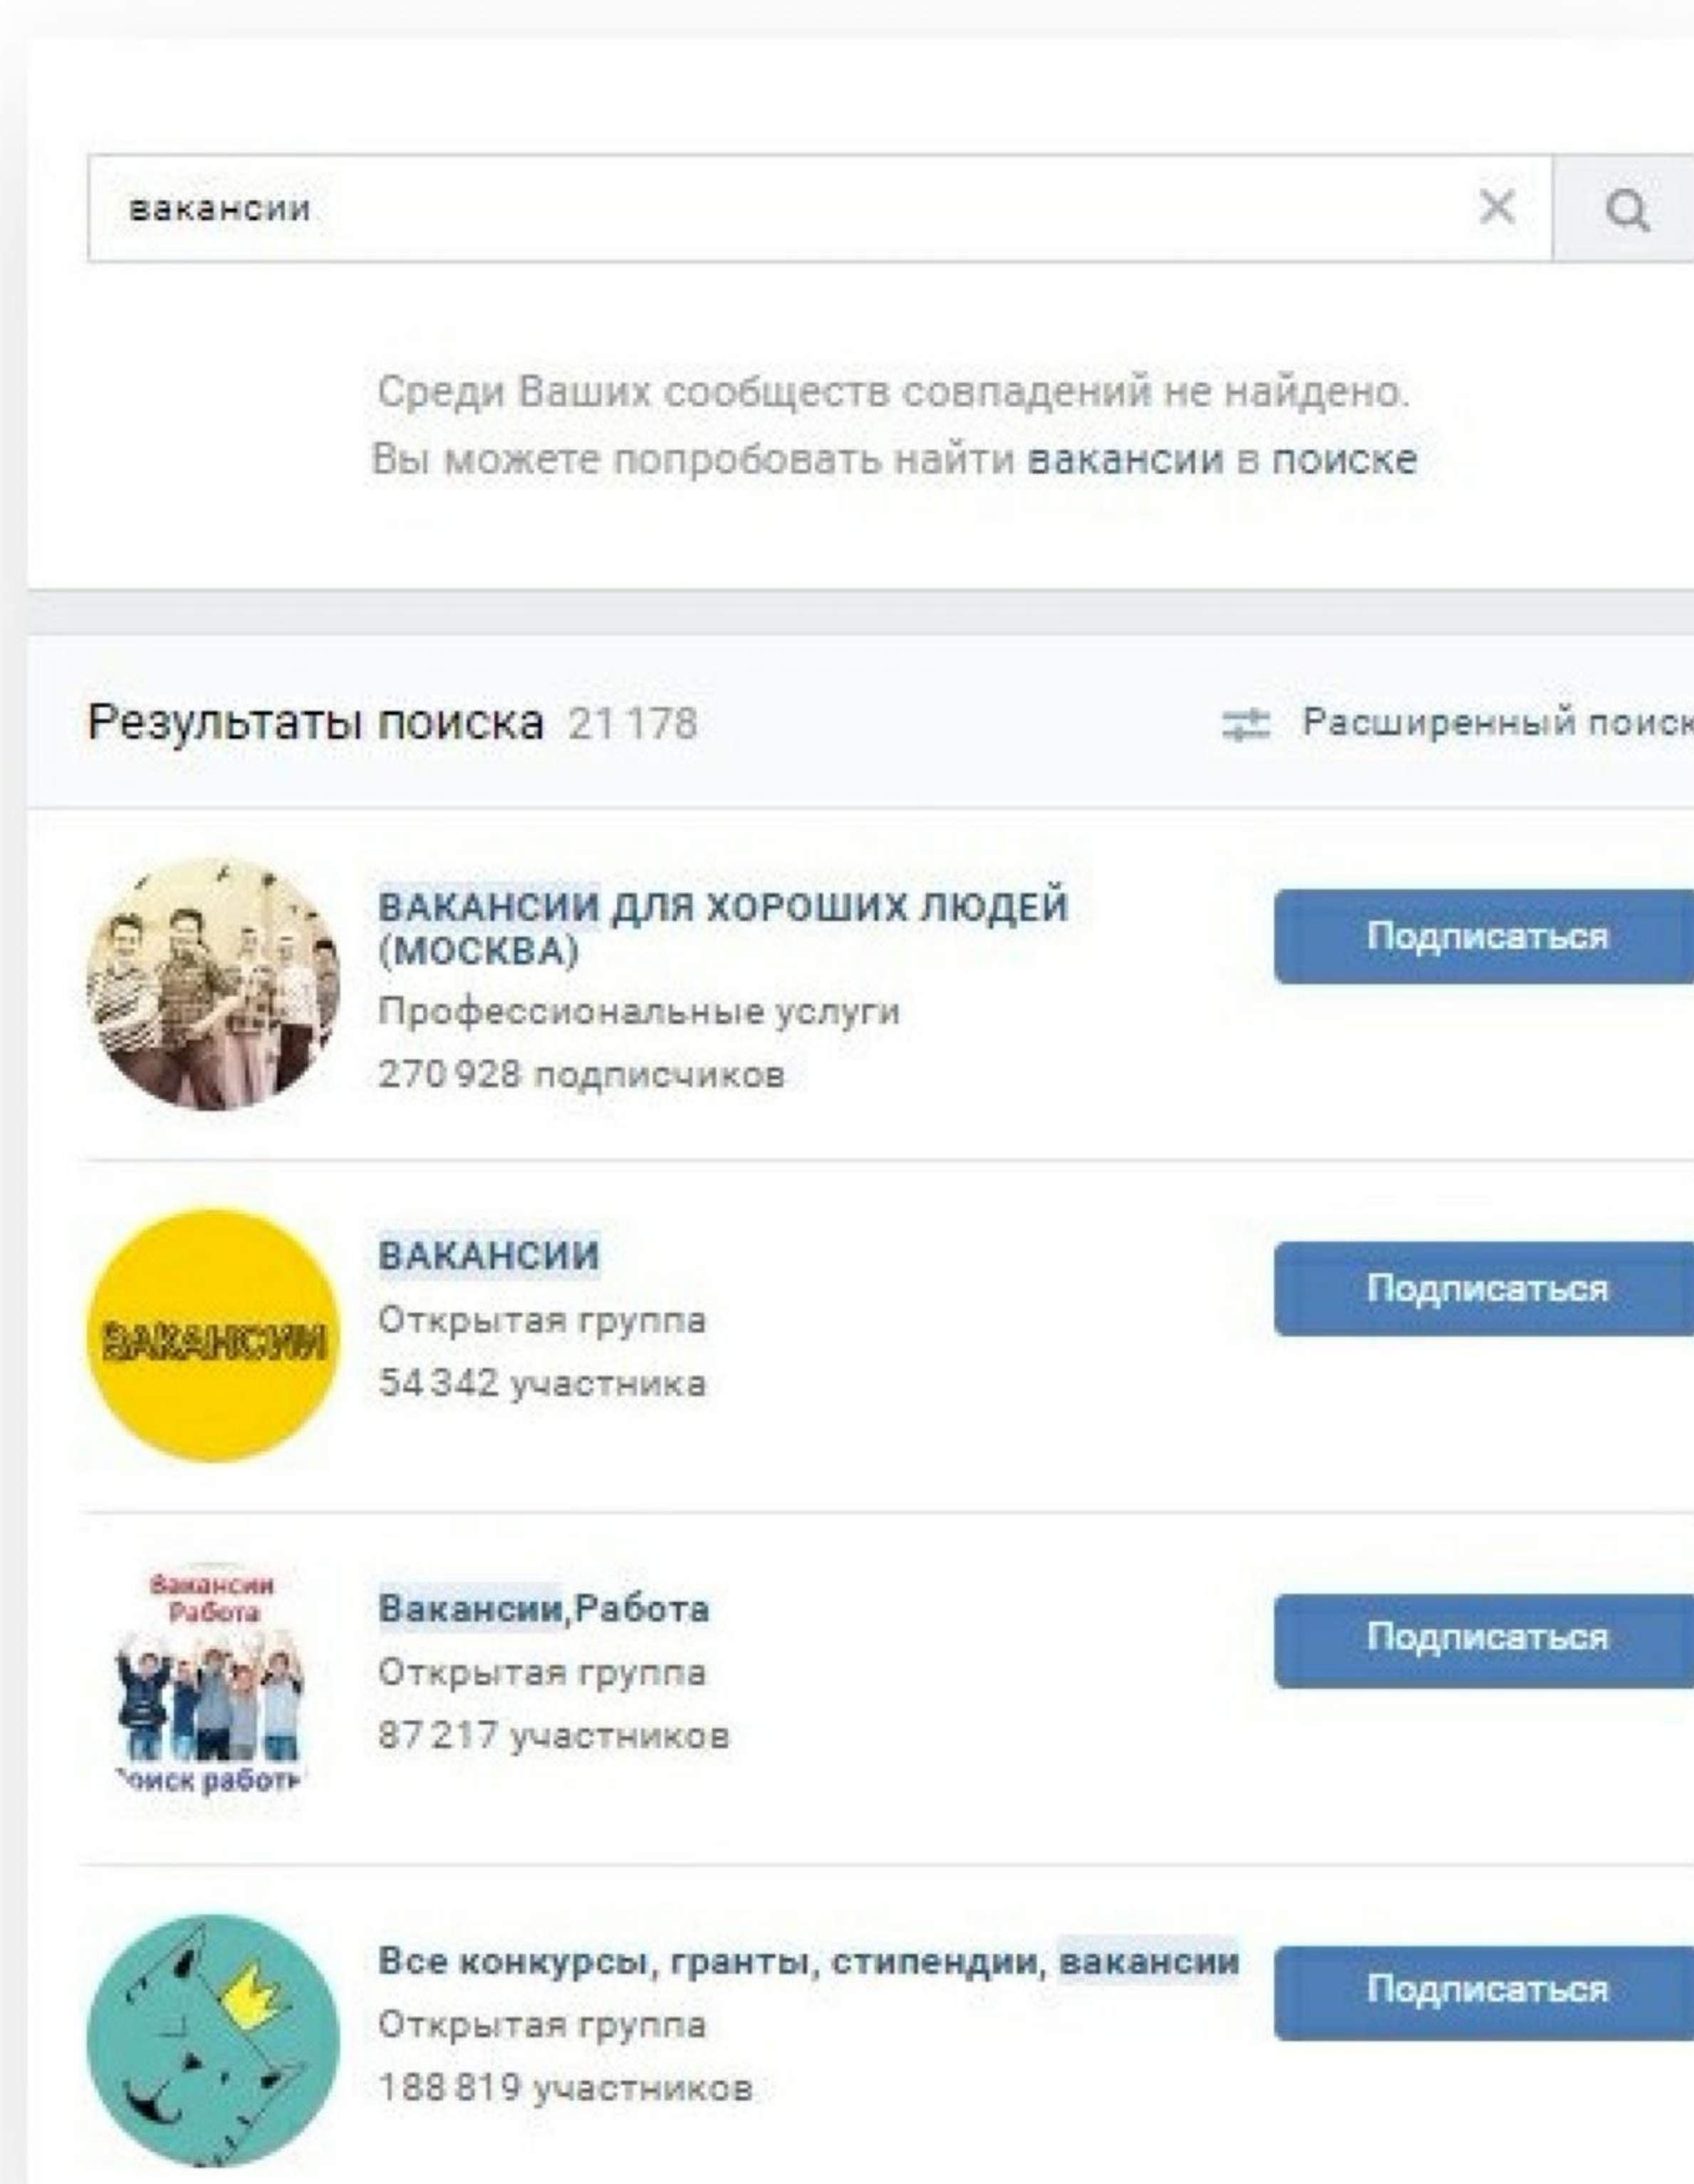 вакансии
Среди Ваших сообществ совпадений не найдено.
Вы можете попробовать найти вакансии в поиске
Результаты поиска 21 178
Расширенный поиск
ВАКАНСИИ ДЛЯ ХОРОШИХ ЛЮДЕЙ
(МОСКВА)
Профессиональные услуги
270 928 подписчиков
Подписаться
ВАКАНСИИ
ВАКАНСИИ
Открытая группа
54 342 участника
Подписаться
Вакансии
Работа
оиск работ
Вакансии,Работа
Открытая группа
87 217 участников
Подписаться
Все конкурсы, гранты, стипендии, вакансии
Открытая группа
188 819 участников
Подписаться